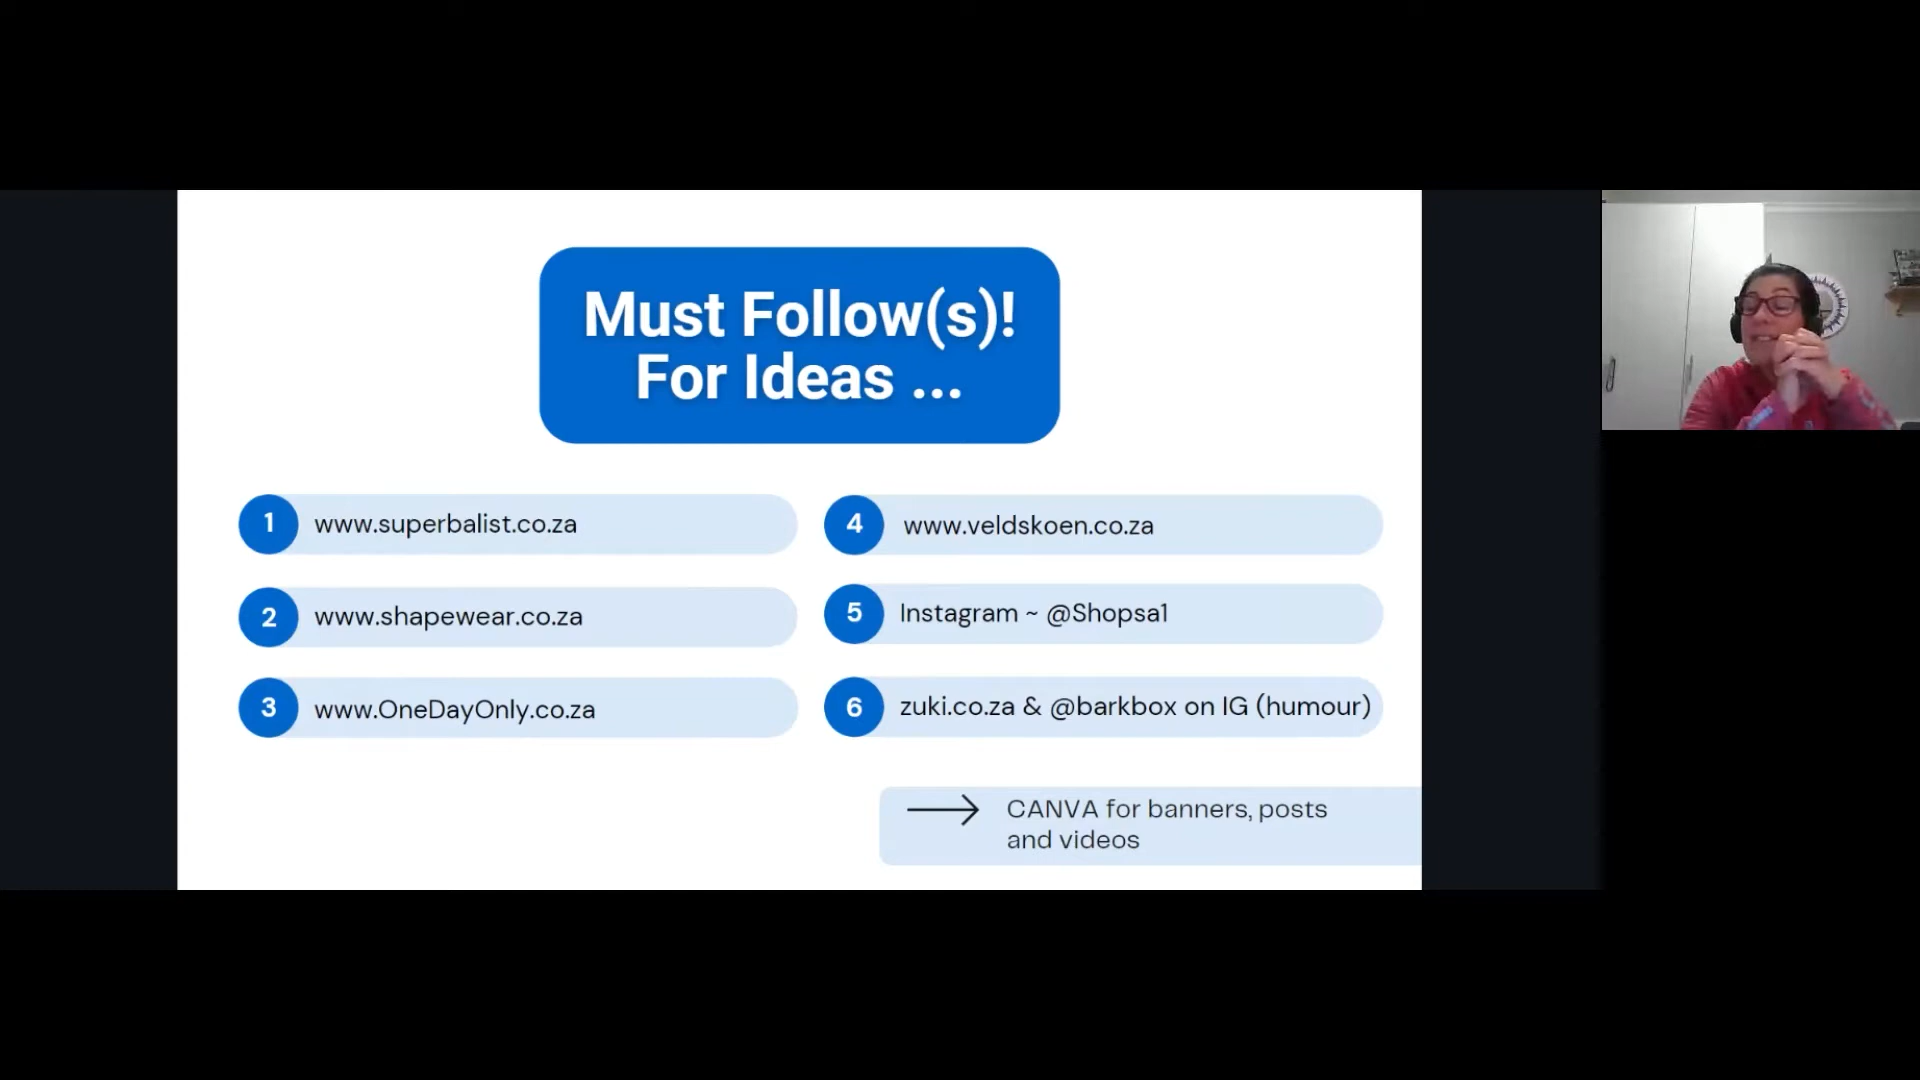 Must Follow(s)!
For Ideas ...
1 www.superbalist.co.za
2 www.shapewear.co.za
3 www.OneDayOnly.co.za
4 www.veldskoen.co.za
5 Instagram ~ @Shopsa1
6 zuki.co.za & @barkbox on IG (humour)
CANVA for banners, posts
and videos